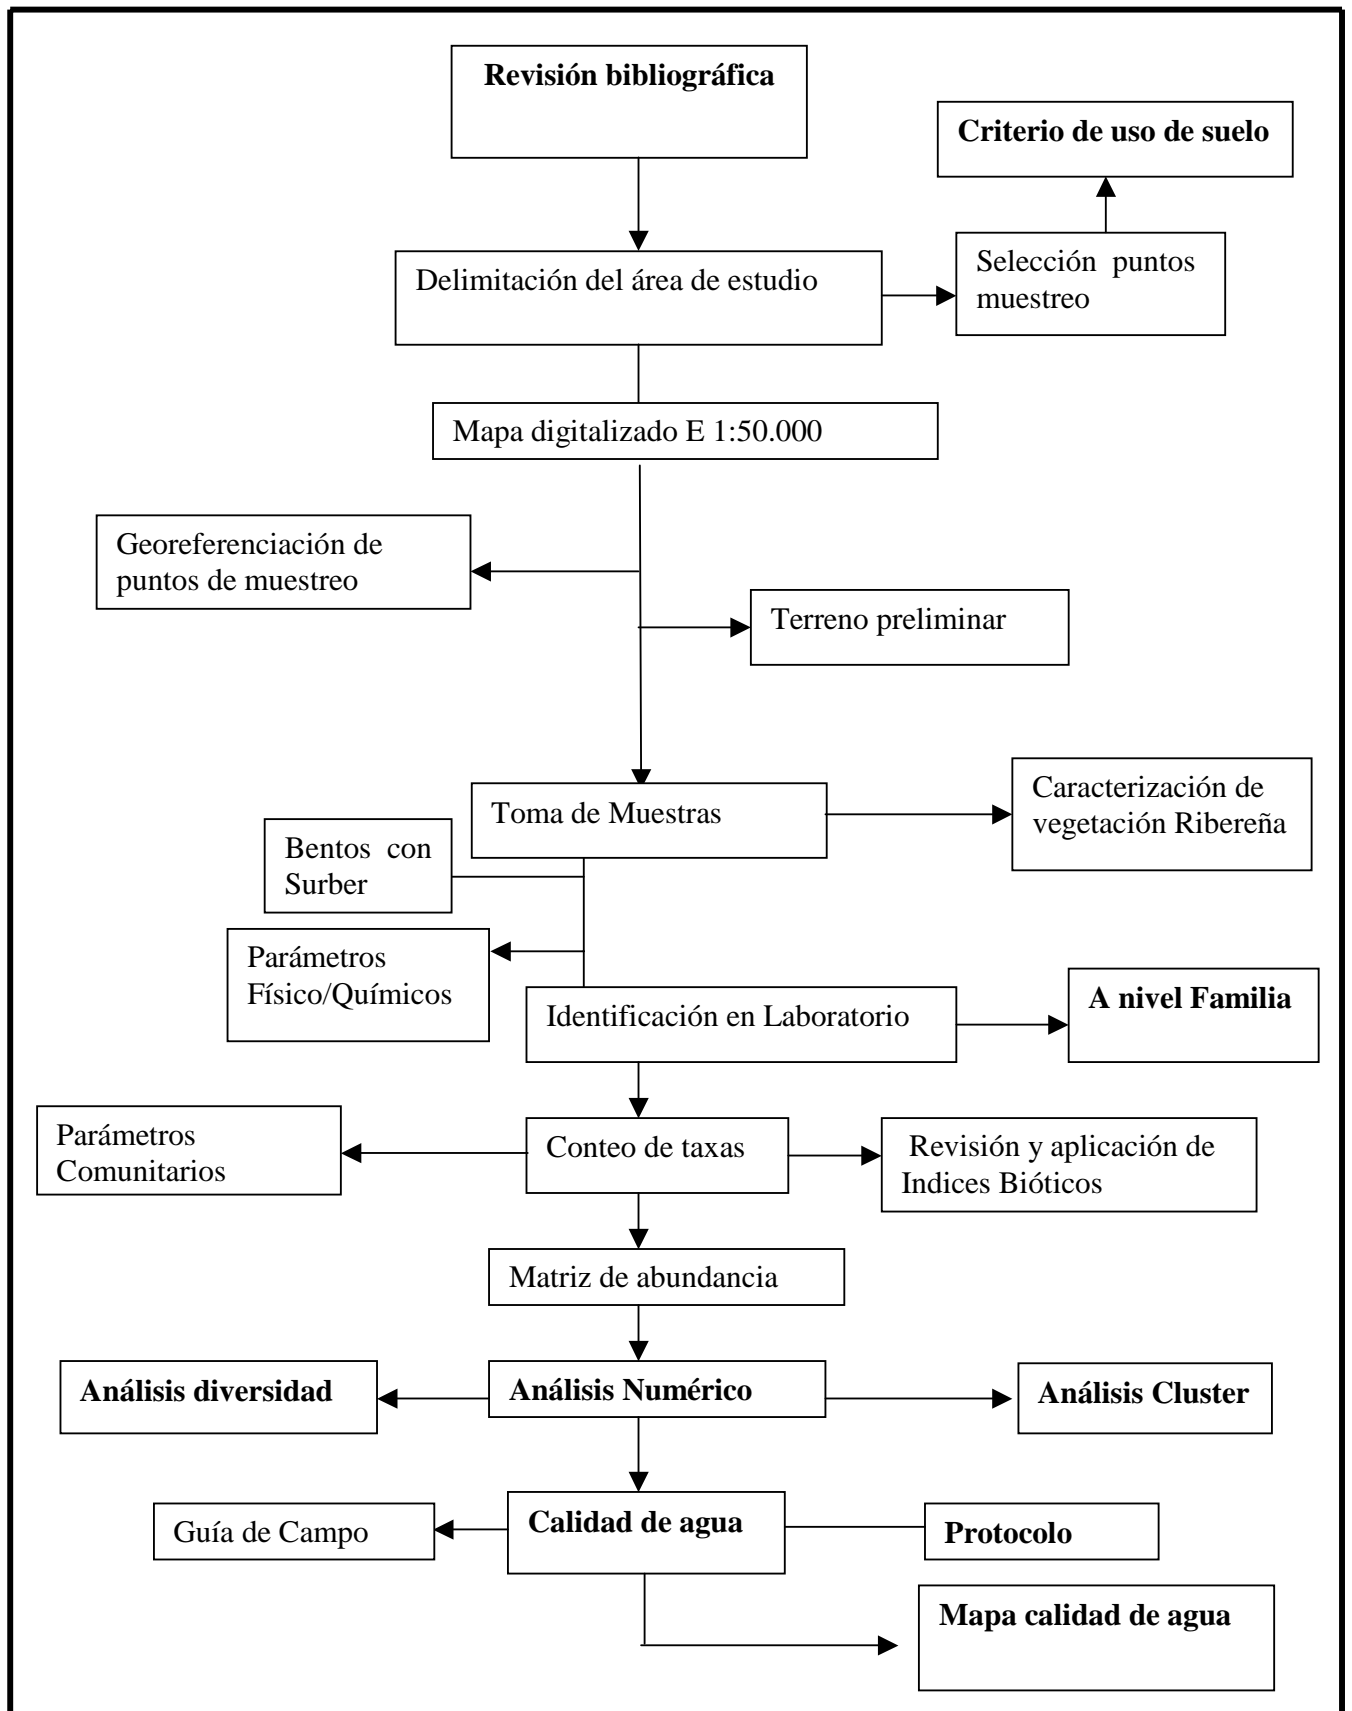 Revisión bibliográfica
Criterio de uso de suelo
Delimitación del área de estudio
Selección puntos
muestreo
Mapa digitalizado E 1:50.000
Georeferenciación de
puntos de muestreo
Terreno preliminar
Toma de Muestras
Caracterización de
vegetación Ribereña
Bentos con
Surber
Parámetros
Físico/Químicos
Identificación en Laboratorio
A nivel Familia
Parámetros
Comunitarios
Conteo de taxas
Revisión y aplicación de
Indices Bióticos
Matriz de abundancia
Análisis diversidad
Análisis Numérico
Análisis Cluster
Guía de Campo
Calidad de agua
Protocolo
Mapa calidad de agua